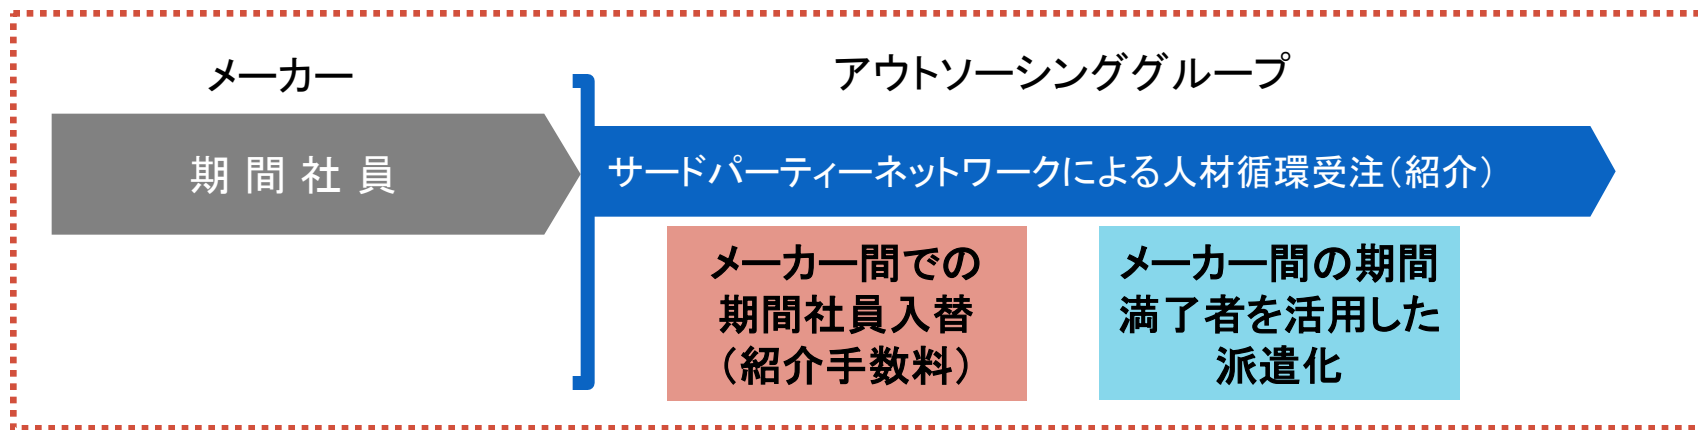 メーカー
アウトソーシンググループ
期間社員
サードパーティーネットワークによる人材循環受注（紹介）
メーカー間での
期間社員入替
（紹介手数料）
メーカー間の期間
満了者を活用した
派遣化